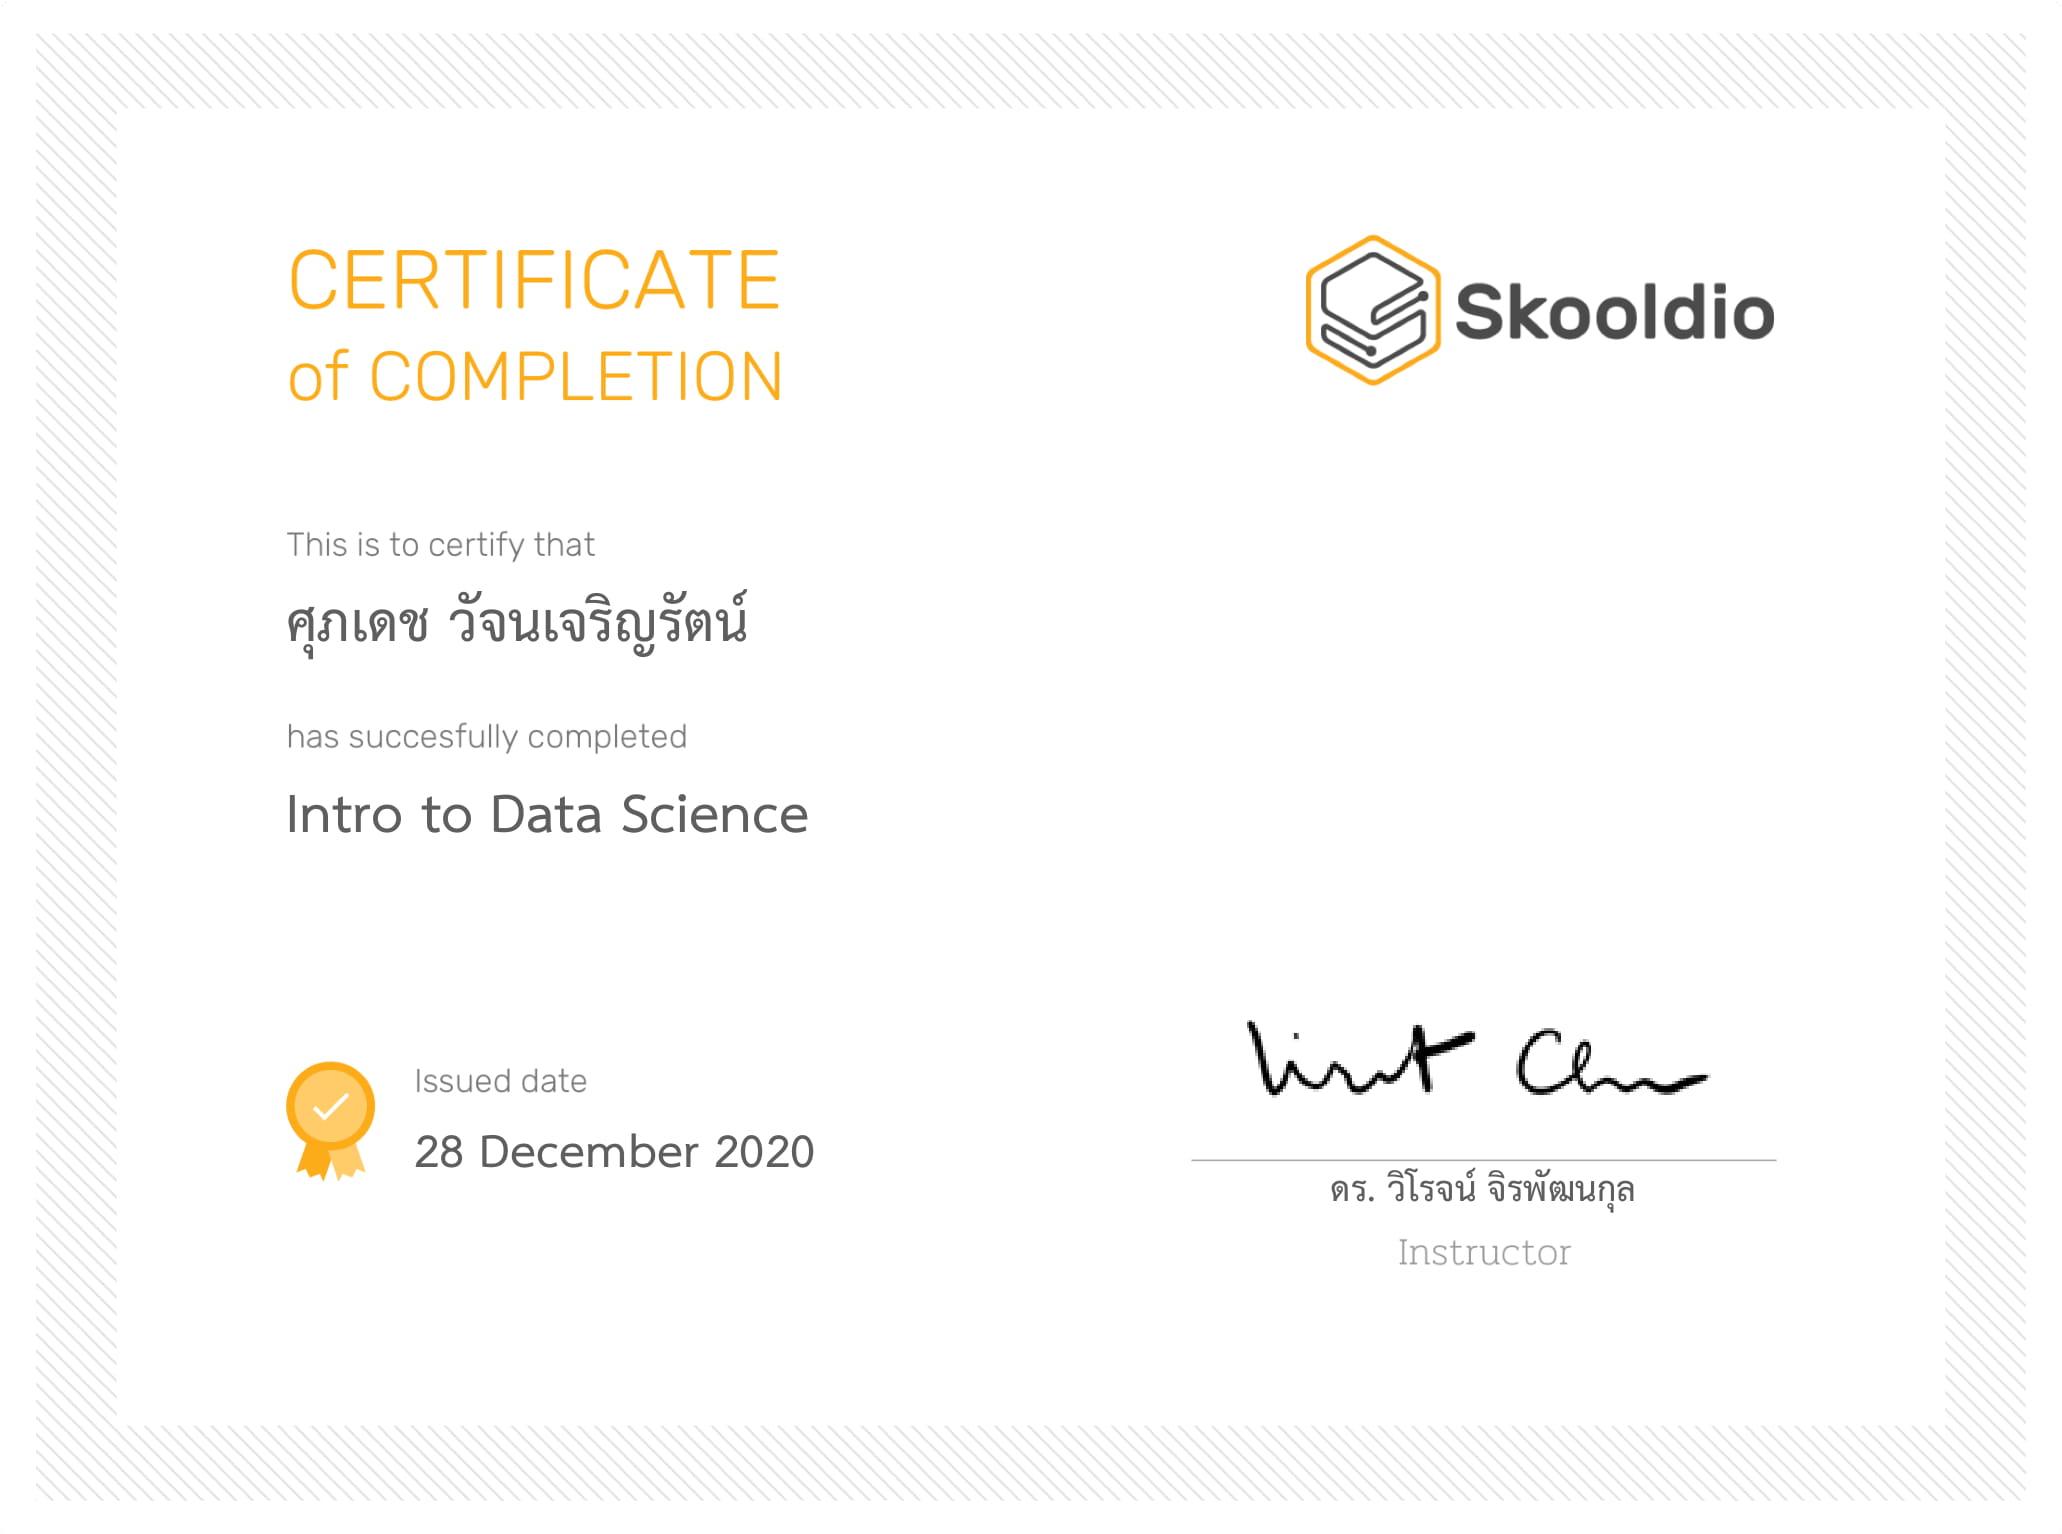 CERTIFICATE
of COMPLETION
Skooldio
This is to certify that
ศุภเดช วัจนเจริญรัตน์
has succesfully completed
Intro to Data Science
Issued date
28 December 2020
ดร. วิโรจน์ จิรพัฒนกุล
Instructor